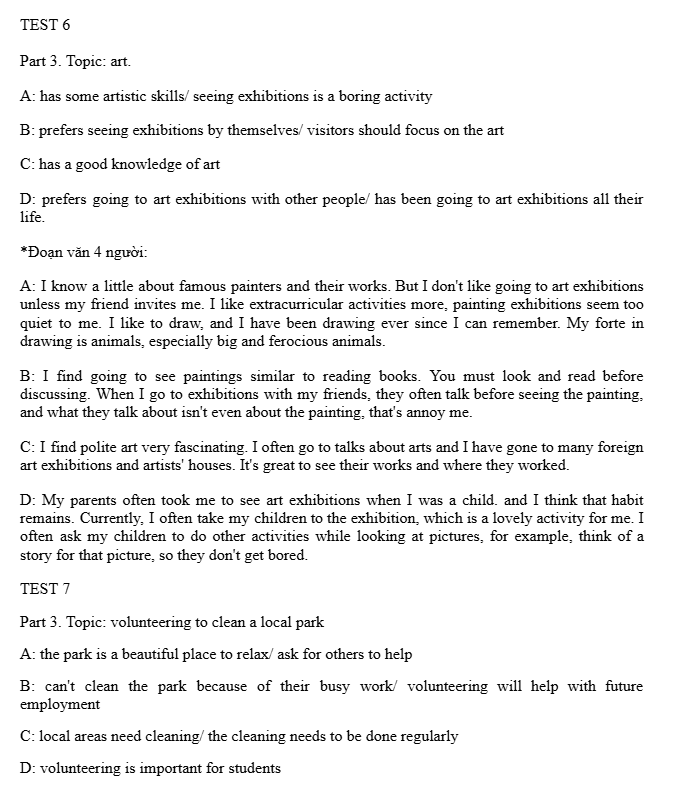 TEST 6
Part 3. Topic: art.
A: has some artistic skills/ seeing exhibitions is a boring activity
B: prefers seeing exhibitions by themselves/ visitors should focus on the art
C: has a good knowledge of art
D: prefers going to art exhibitions with other people/ has been going to art exhibitions all their
life.
*Đoạn văn 4 người:
A: I know a little about famous painters and their works. But I don't like going to art exhibitions
unless my friend invites me. I like extracurricular activities more, painting exhibitions seem too
quiet to me. I like to draw, and I have been drawing ever since I can remember. My forte in
drawing is animals, especially big and ferocious animals.
B: I find going to see paintings similar to reading books. You must look and read before
discussing. When I go to exhibitions with my friends, they often talk before seeing the painting,
and what they talk about isn't even about the painting, that's annoy me.
C: I find polite art very fascinating. I often go to talks about arts and I have gone to many foreign
art exhibitions and artists' houses. It's great to see their works and where they worked.
D: My parents often took me to see art exhibitions when I was a child. and I think that habit
remains. Currently, I often take my children to the exhibition, which is a lovely activity for me. I
often ask my children to do other activities while looking at pictures, for example, think of a
story for that picture, so they don't get bored.
TEST 7
Part 3. Topic: volunteering to clean a local park
A: the park is a beautiful place to relax/ ask for others to help
B: can't clean the park because of their busy work/ volunteering will help with future
employment
C: local areas need cleaning/ the cleaning needs to be done regularly
D: volunteering is important for students